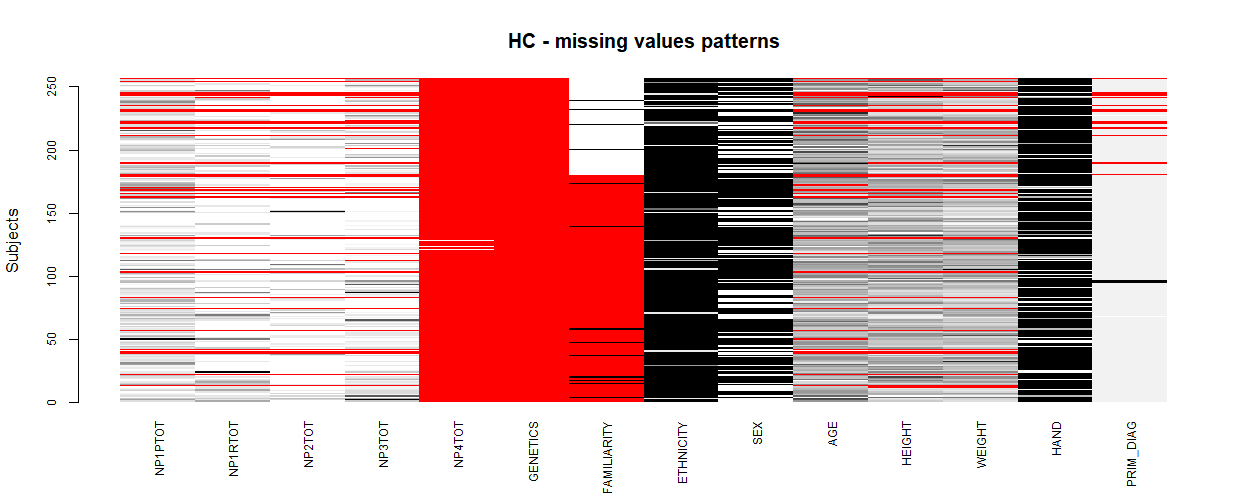 HC - missing values patterns
Subjects
250
200
150
100
50
0
NP1PTOT
NP1RTOT
NP2TOT
NP3TOT
NP4TOT
GENETICS
FAMILIARITY
ETHNICITY
SEX
AGE
HEIGHT
WEIGHT
HAND
PRIM_DIAG